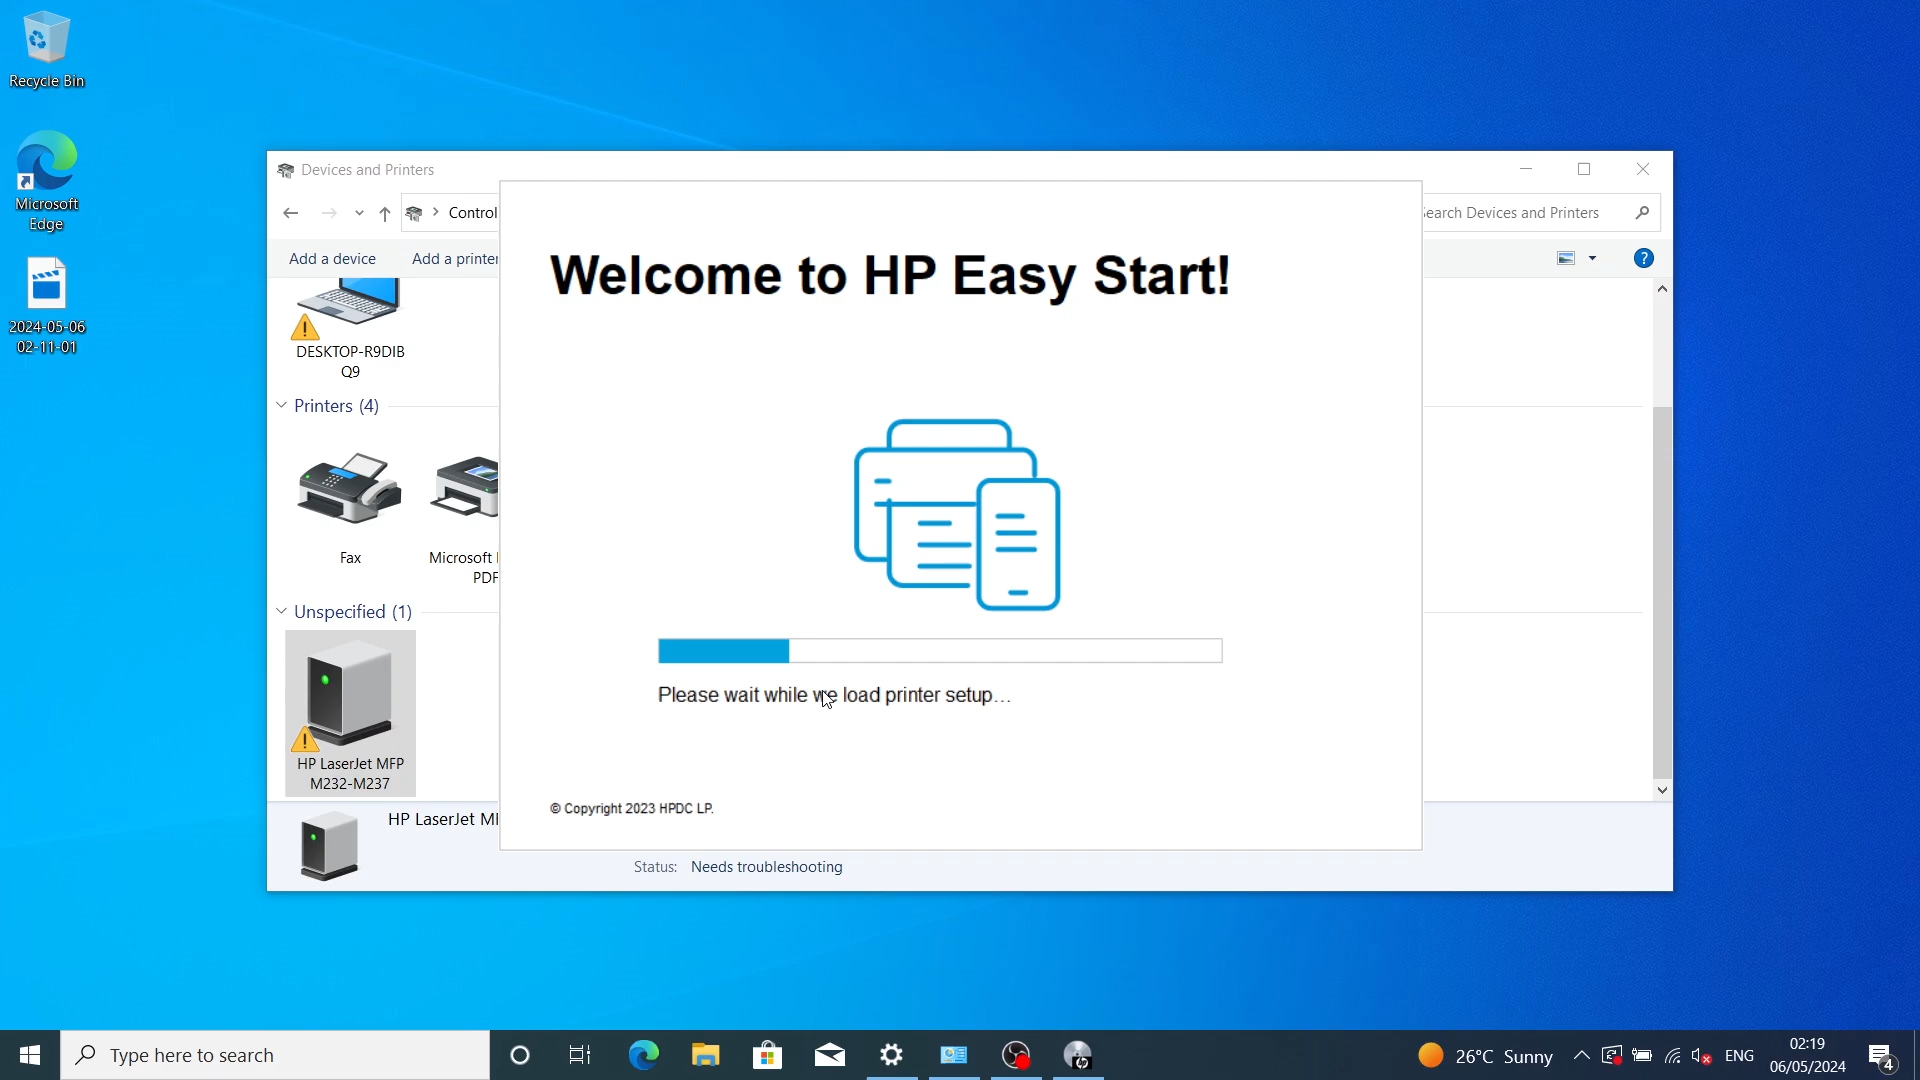 Recycle Bin
Microsoft
Edge
2024-05-06
02-11-01
Devices and Printers
Control
Search Devices and Printers
Add a device
Add a printer
DESKTOP-R9DIB
Q9
Printers (4)
Fax
Microsoft
PDF
Unspecified (1)
HP LaserJet MFP
M232-M237
HP LaserJet
Status: Needs troubleshooting
Welcome to HP Easy Start!
Please wait while we load printer setup...
© Copyright 2023 HPDC LP.
Type here to search
26°C Sunny
ENG
02:19
06/05/2024
4